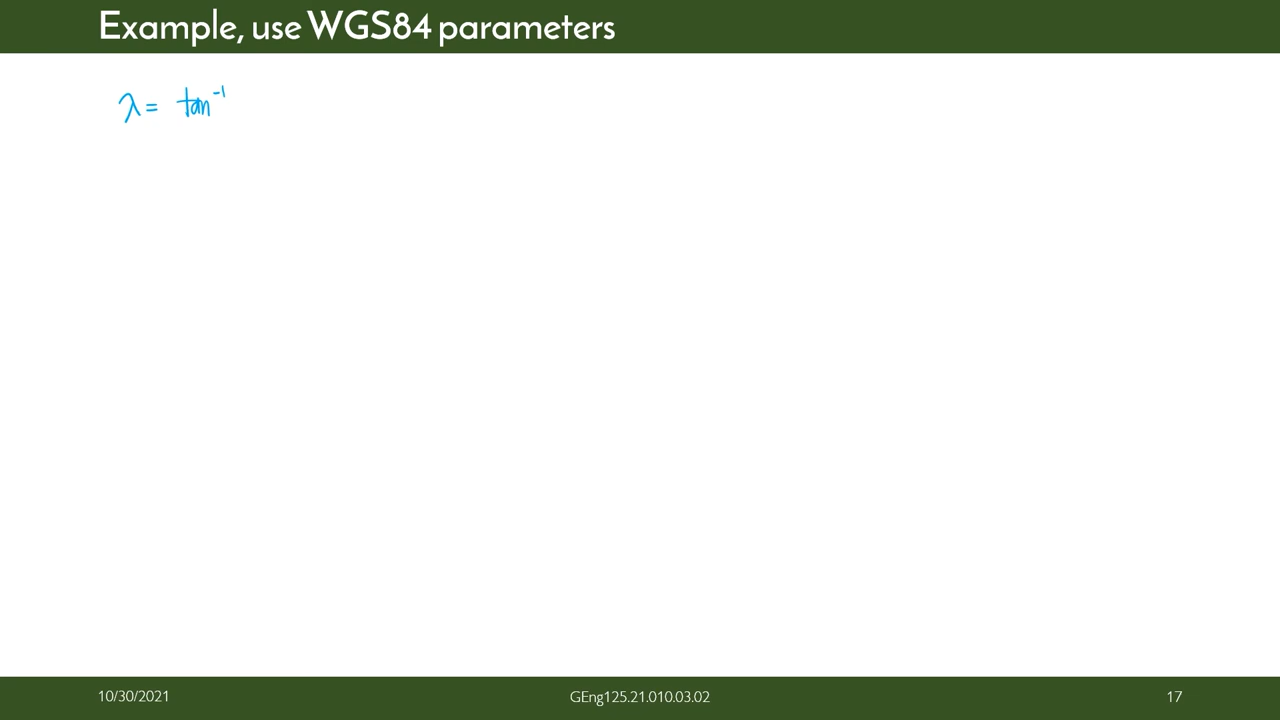 Example, use WGS84 parameters
λ = tan⁻¹
10/30/2021
GEng125.21.010.03.02
17